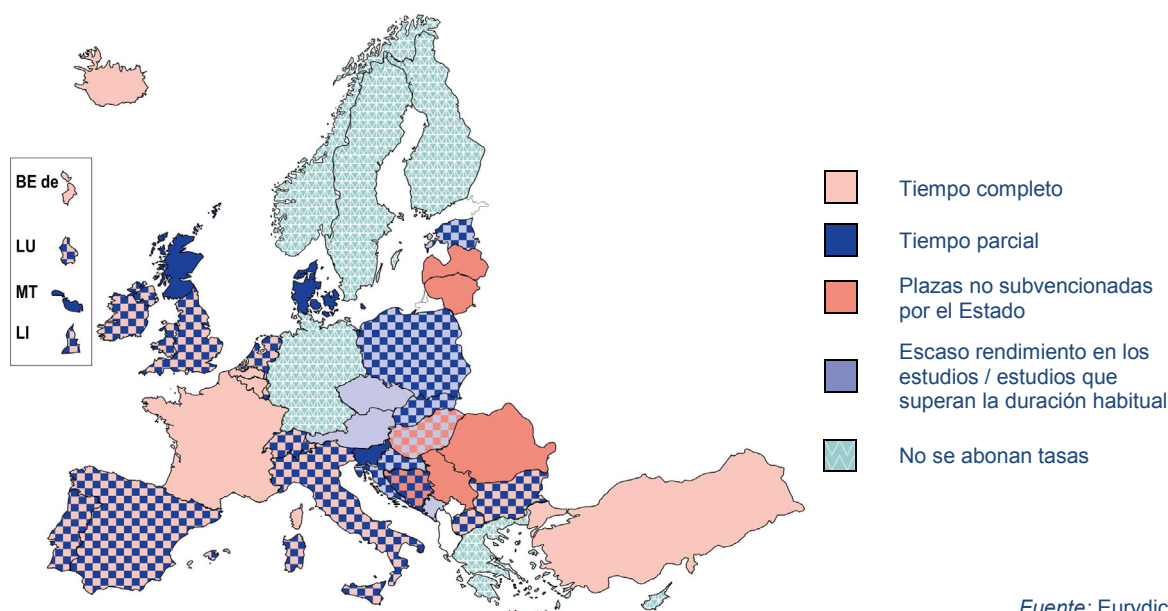 BE de
LU
MT
LI
Tiempo completo
Tiempo parcial
Plazas no subvencionadas
por el Estado
Escaso rendimiento en los
estudios / estudios que
superan la duración habitual
No se abonan tasas
Fuente: Eurydic